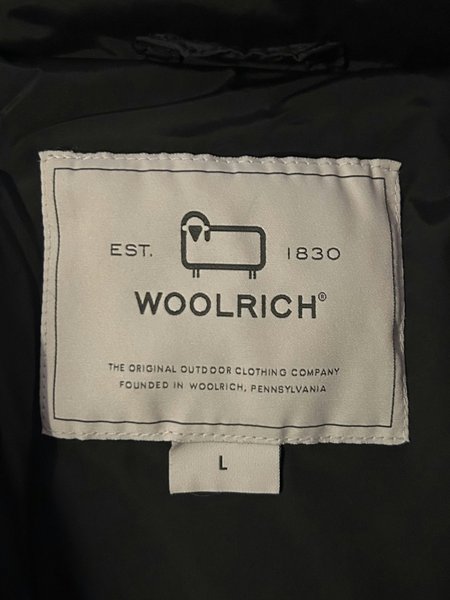 EST. 1830
WOOLRICH®
THE ORIGINAL OUTDOOR CLOTHING COMPANY
FOUNDED IN WOOLRICH, PENNSYLVANIA
L